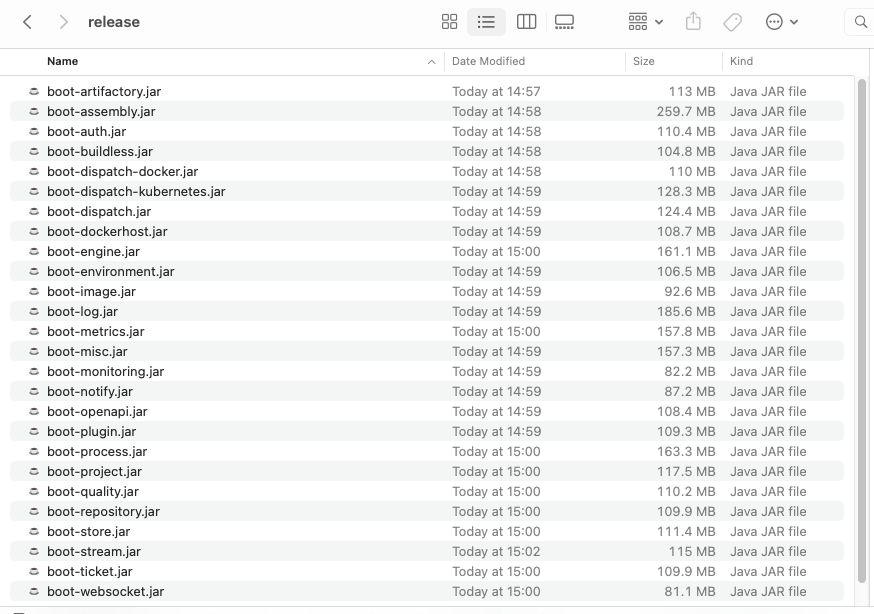 release
Name Date Modified Size Kind
boot-artifactory.jar Today at 14:57 113 MB Java JAR file
boot-assembly.jar Today at 14:58 259.7 MB Java JAR file
boot-auth.jar Today at 14:58 110.4 MB Java JAR file
boot-buildless.jar Today at 14:58 104.8 MB Java JAR file
boot-dispatch-docker.jar Today at 14:58 110 MB Java JAR file
boot-dispatch-kubernetes.jar Today at 14:59 128.3 MB Java JAR file
boot-dispatch.jar Today at 14:59 124.4 MB Java JAR file
boot-dockerhost.jar Today at 14:59 108.7 MB Java JAR file
boot-engine.jar Today at 15:00 161.1 MB Java JAR file
boot-environment.jar Today at 14:59 106.5 MB Java JAR file
boot-image.jar Today at 14:59 92.6 MB Java JAR file
boot-log.jar Today at 14:59 185.6 MB Java JAR file
boot-metrics.jar Today at 15:00 157.8 MB Java JAR file
boot-misc.jar Today at 14:59 157.3 MB Java JAR file
boot-monitoring.jar Today at 14:59 82.2 MB Java JAR file
boot-notify.jar Today at 14:59 87.2 MB Java JAR file
boot-openapi.jar Today at 14:59 108.4 MB Java JAR file
boot-plugin.jar Today at 14:59 109.3 MB Java JAR file
boot-process.jar Today at 15:00 163.3 MB Java JAR file
boot-project.jar Today at 15:00 117.5 MB Java JAR file
boot-quality.jar Today at 15:00 110.2 MB Java JAR file
boot-repository.jar Today at 15:00 109.9 MB Java JAR file
boot-store.jar Today at 15:00 111.4 MB Java JAR file
boot-stream.jar Today at 15:02 115 MB Java JAR file
boot-ticket.jar Today at 15:00 109.9 MB Java JAR file
boot-websocket.jar Today at 15:00 81.1 MB Java JAR file